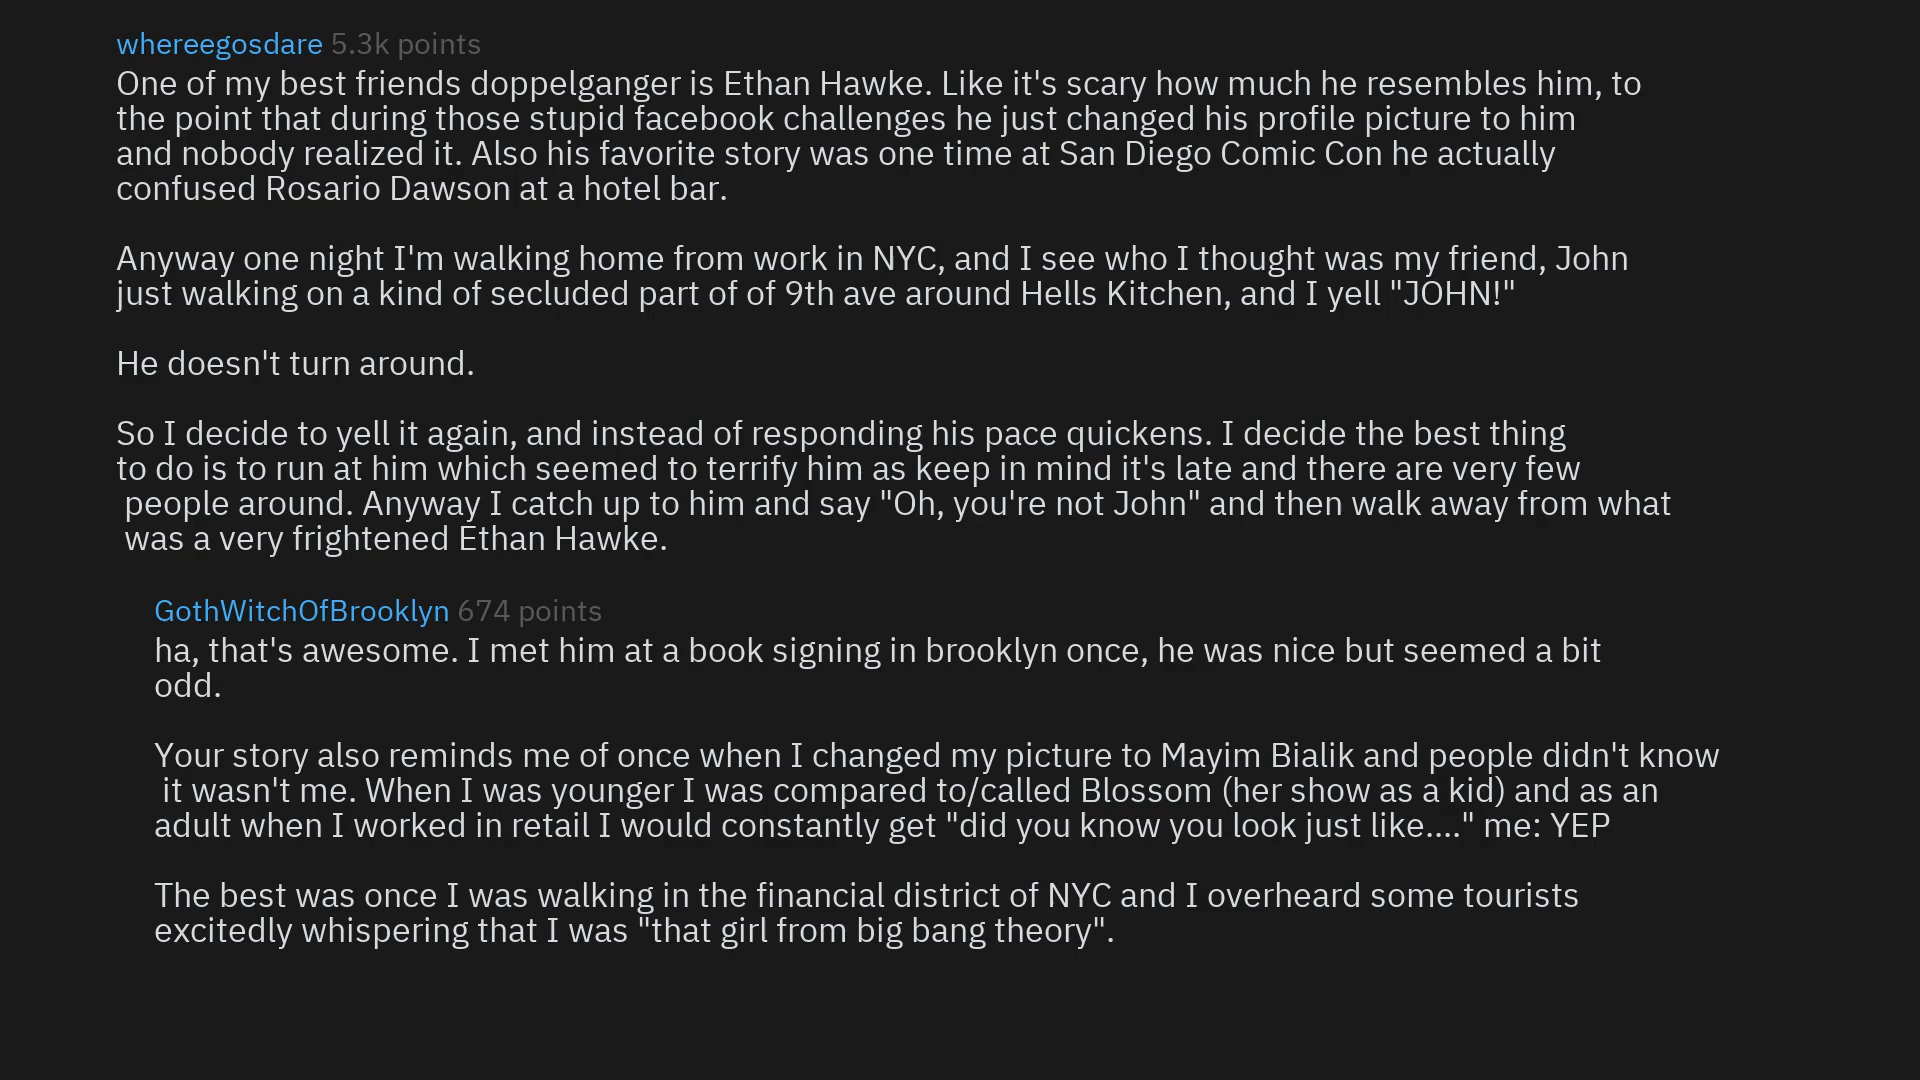 whereegosdare 5.3k points
One of my best friends doppelganger is Ethan Hawke. Like it's scary how much he resembles him, to
the point that during those stupid facebook challenges he just changed his profile picture to him
and nobody realized it. Also his favorite story was one time at San Diego Comic Con he actually
confused Rosario Dawson at a hotel bar.
Anyway one night I'm walking home from work in NYC, and I see who I thought was my friend, John
just walking on a kind of secluded part of of 9th ave around Hells Kitchen, and I yell "JOHN!"
He doesn't turn around.
So I decide to yell it again, and instead of responding his pace quickens. I decide the best thing
to do is to run at him which seemed to terrify him as keep in mind it's late and there are very few
people around. Anyway I catch up to him and say "Oh, you're not John" and then walk away from what
was a very frightened Ethan Hawke.
GothWitchOfBrooklyn 674 points
ha, that's awesome. I met him at a book signing in brooklyn once, he was nice but seemed a bit
odd.
Your story also reminds me of once when I changed my picture to Mayim Bialik and people didn't know
it wasn't me. When I was younger I was compared to/called Blossom (her show as a kid) and as an
adult when I worked in retail I would constantly get "did you know you look just like...." me: YEP
The best was once I was walking in the financial district of NYC and I overheard some tourists
excitedly whispering that I was "that girl from big bang theory".